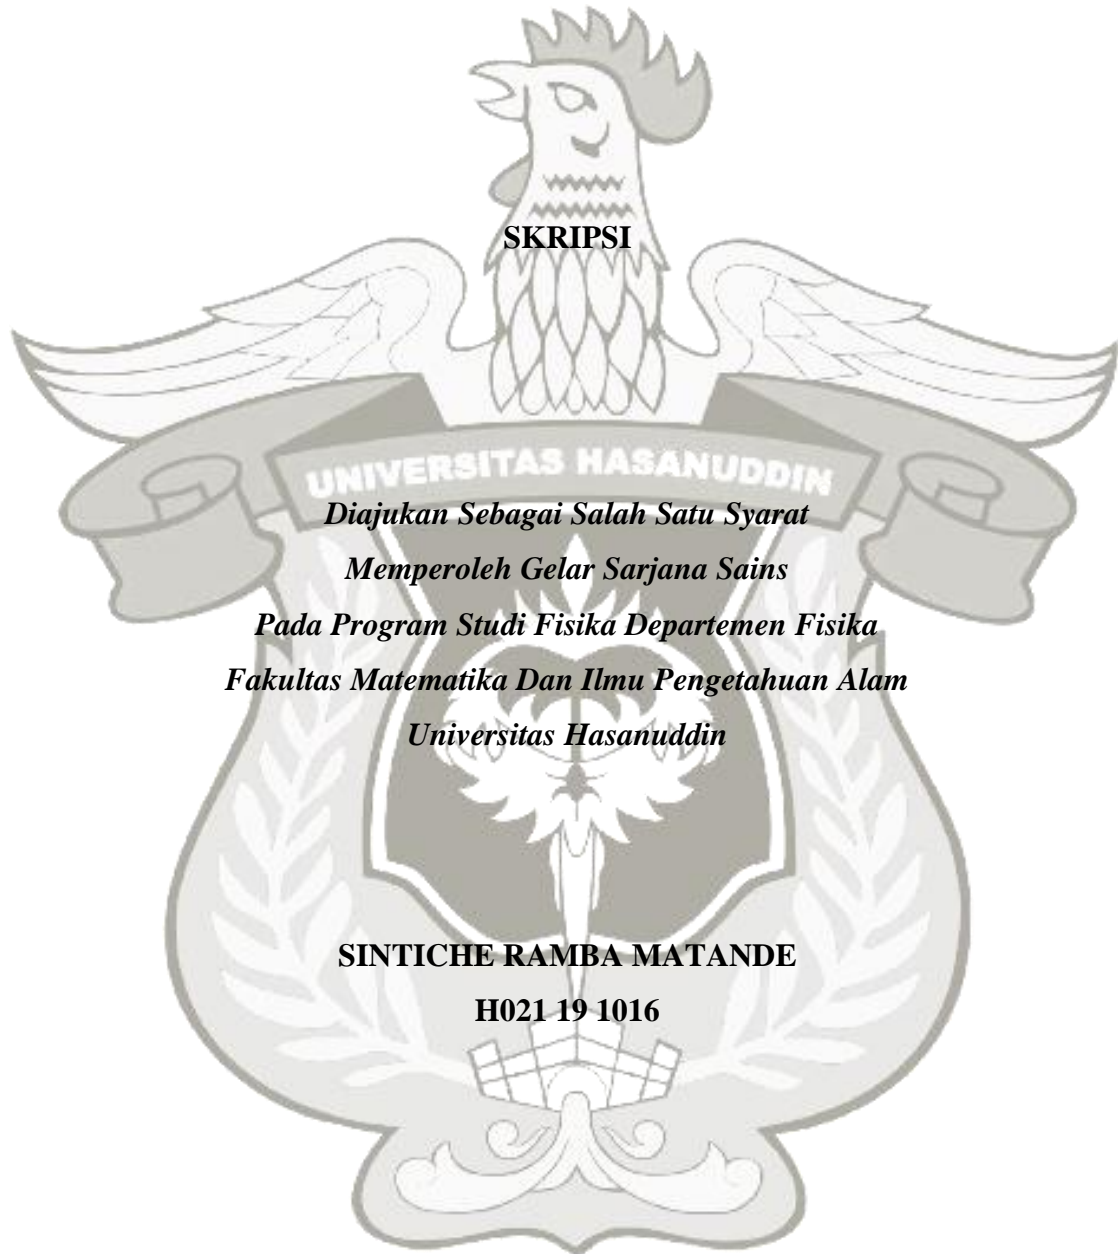 SKRIPSI
UNIVERSITAS HASANUDDIN
Diajukan Sebagai Salah Satu Syarat
Memperoleh Gelar Sarjana Sains
Pada Program Studi Fisika Departemen Fisika
Fakultas Matematika Dan Ilmu Pengetahuan Alam
Universitas Hasanuddin
SINTICHE RAMBA MATANDE
H021 19 1016